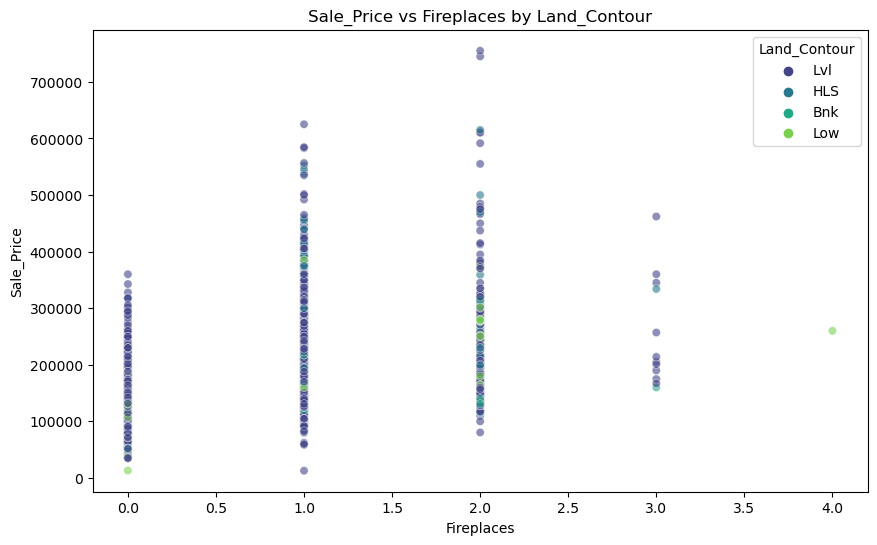 Sale_Price vs Fireplaces by Land_Contour
Land_Contour
Lvl
HLS
Bnk
Low
Sale_Price
700000
600000
500000
400000
300000
200000
100000
0
0.0 0.5 1.0 1.5 2.0 2.5 3.0 3.5 4.0
Fireplaces